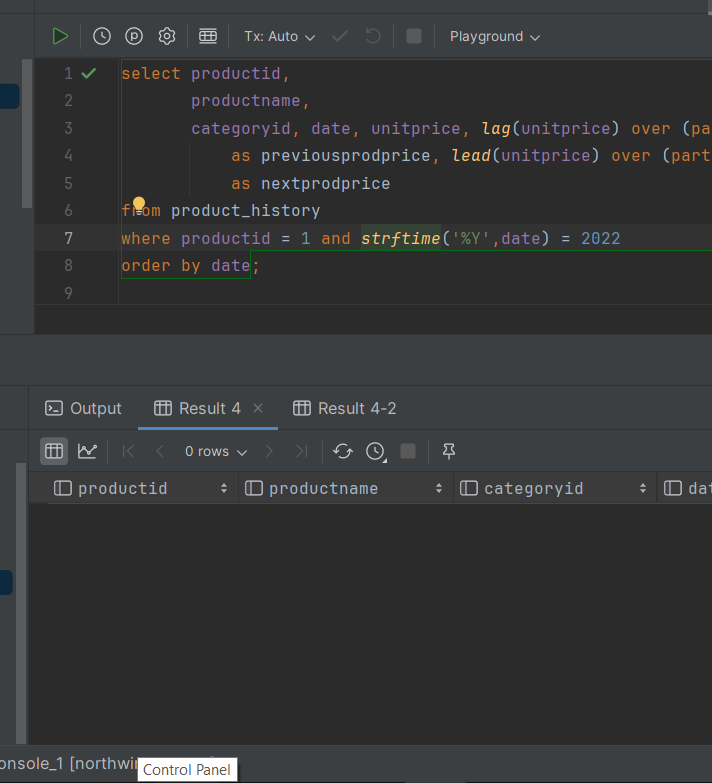 Tx: Auto
Playground
1 select productid,
2 productname,
3 categoryid, date, unitprice, lag(unitprice) over (pa
4 as previousprodprice, lead(unitprice) over (part
5 as nextprodprice
6 from product_history
7 where productid = 1 and strftime('%Y',date) = 2022
8 order by date;
9
Output
Result 4
Result 4-2
0 rows
productid
productname
categoryid
dat
onsole_1 [northwin
Control Panel